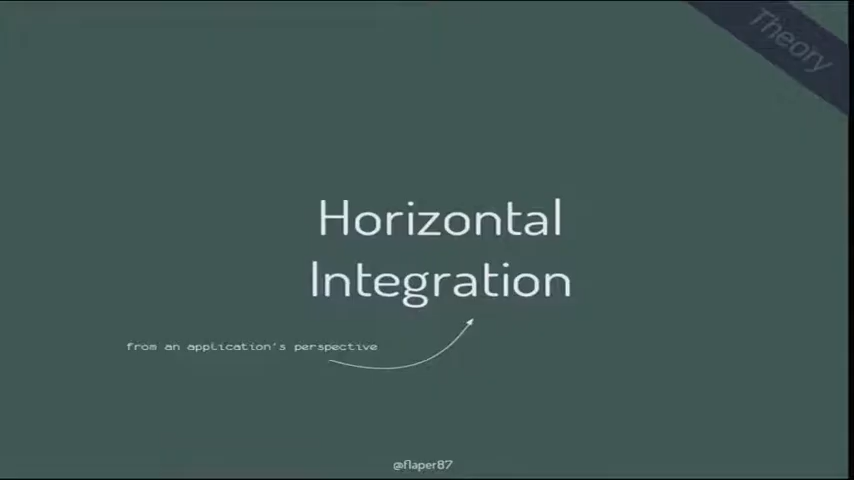 Theory
Horizontal
Integration
from an application's perspective
@flaper87